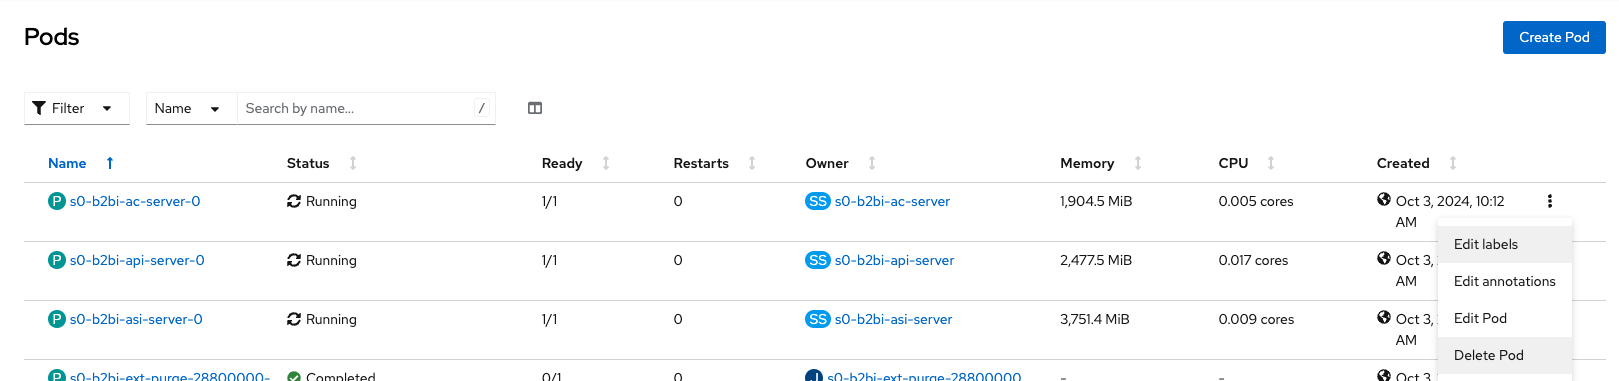 Pods
Create Pod
Filter
Name
Search by name...
/
Name Status Ready Restarts Owner Memory CPU Created
P s0-b2bi-ac-server-0 Running 1/1 0 SS s0-b2bi-ac-server 1,904.5 MiB 0.005 cores Oct 3, 2024, 10:12
AM
Edit labels
P s0-b2bi-api-server-0 Running 1/1 0 SS s0-b2bi-api-server 2,477.5 MiB 0.017 cores Oct 3,
AM
Edit annotations
P s0-b2bi-asi-server-0 Running 1/1 0 SS s0-b2bi-asi-server 3,751.4 MiB 0.009 cores Oct 3,
AM
Edit Pod
Delete Pod
P s0-b2bi-ext-purge-28800000- Completed 0/1 0 J s0-b2bi-ext-purge-28800000 - - Oct 3,